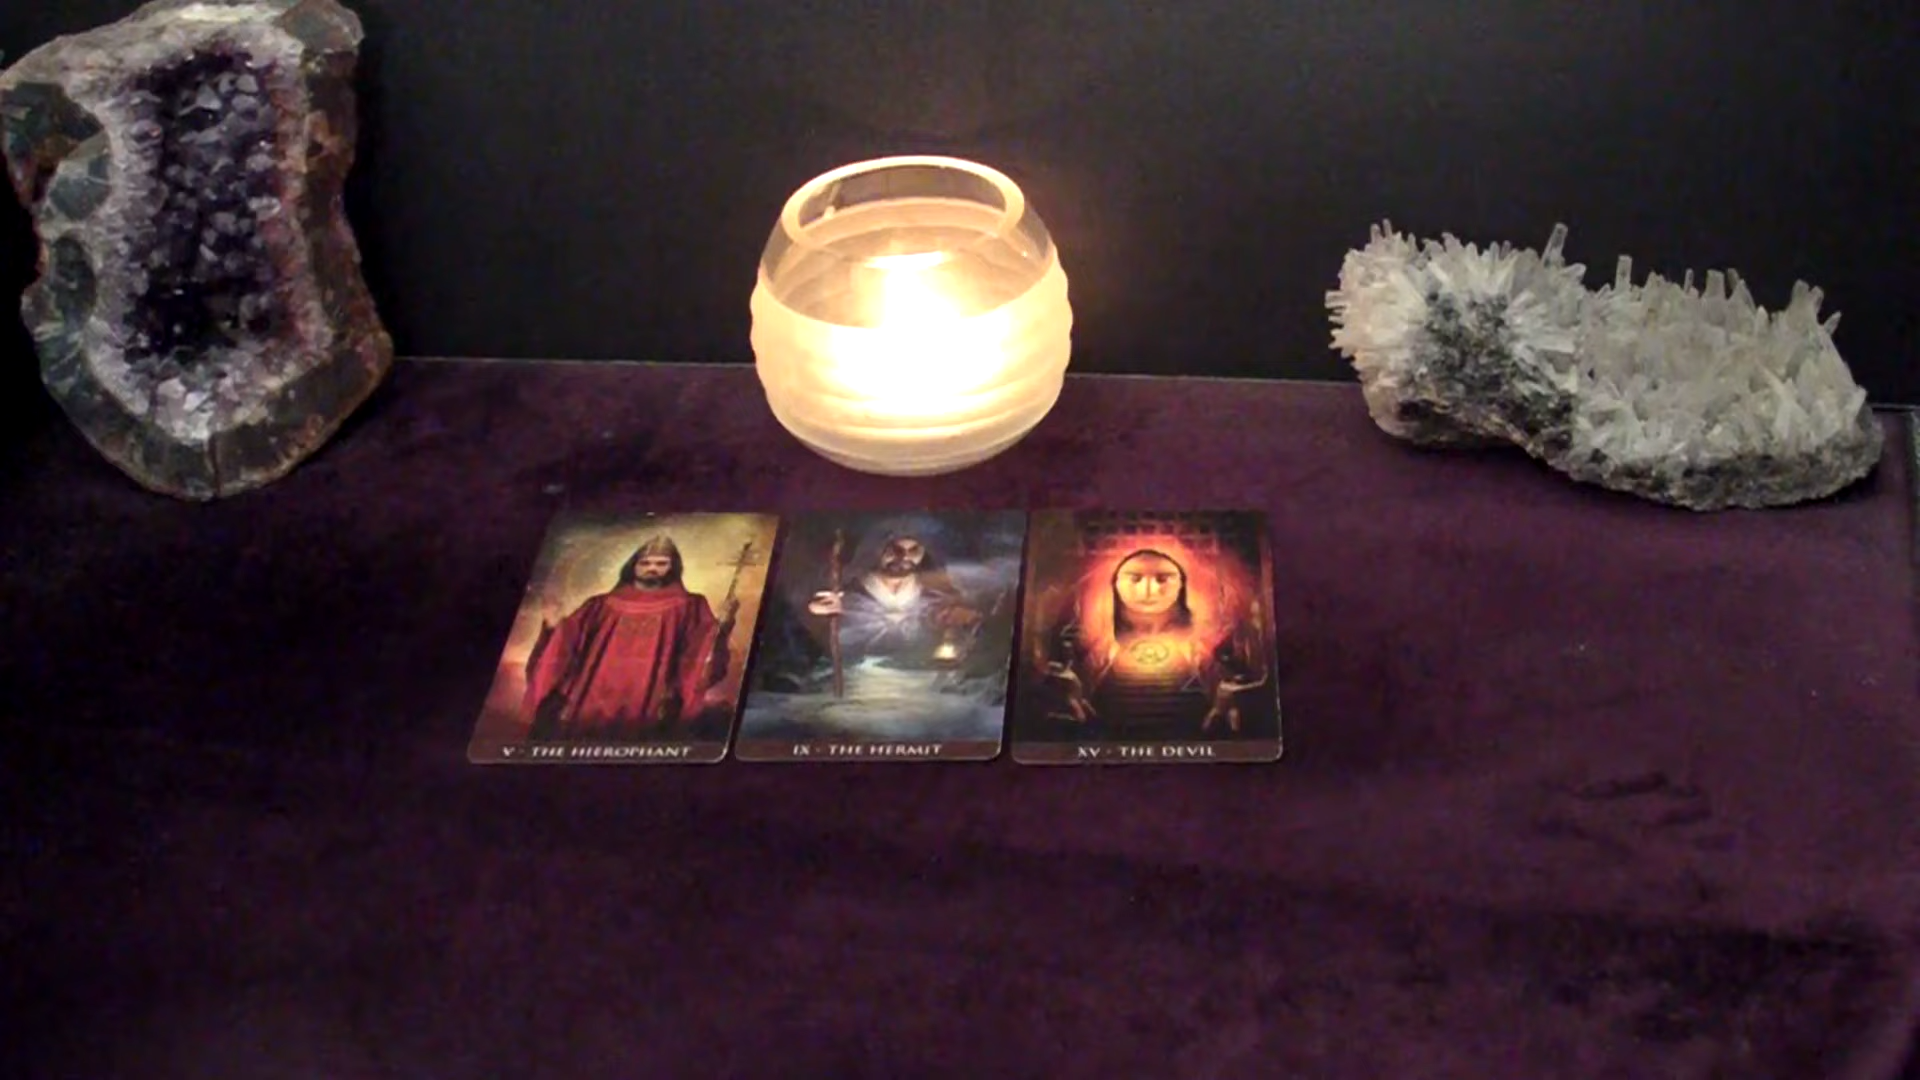 V · THE HIEROPHANT
IX · THE HERMIT
XV · THE DEVIL